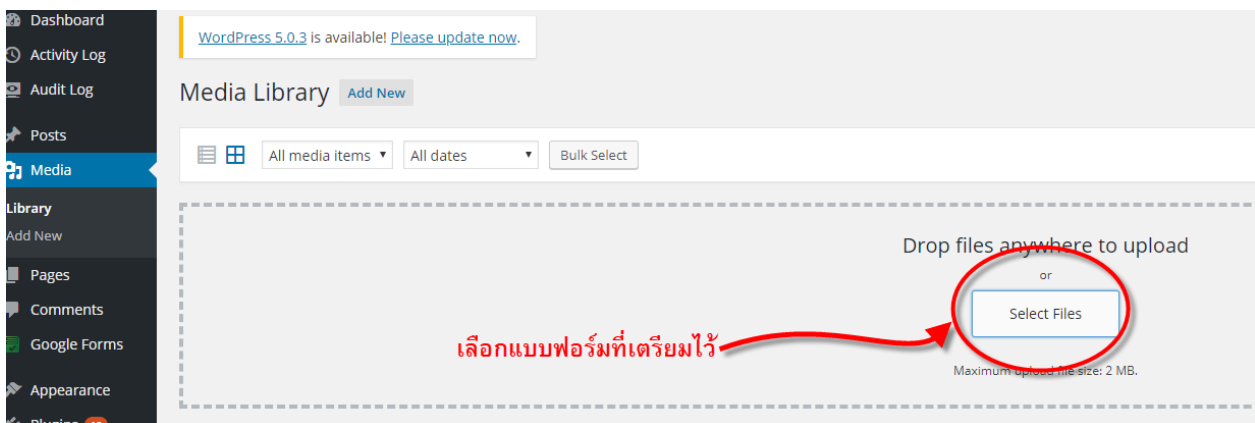 Dashboard
Activity Log
Audit Log
Posts
Media
Library
Add New
Pages
Comments
Google Forms
Appearance
Plugins
WordPress 5.0.3 is available! Please update now.
Media Library Add New
All media items All dates Bulk Select
Drop files anywhere to upload
or
Select Files
เลือกแบบฟอร์มที่เตรียมไว้
Maximum upload file size: 2 MB.